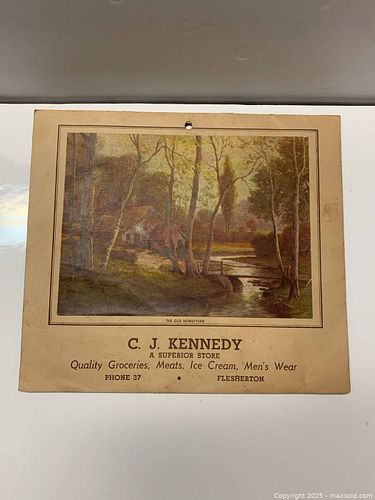 THE OLD HOMESTEAD
C. J. KENNEDY
A SUPERIOR STORE
Quality Groceries, Meats, Ice Cream, Men's Wear
PHONE 37 • FLESHERTON
Copyright 2025 - maxsold.com